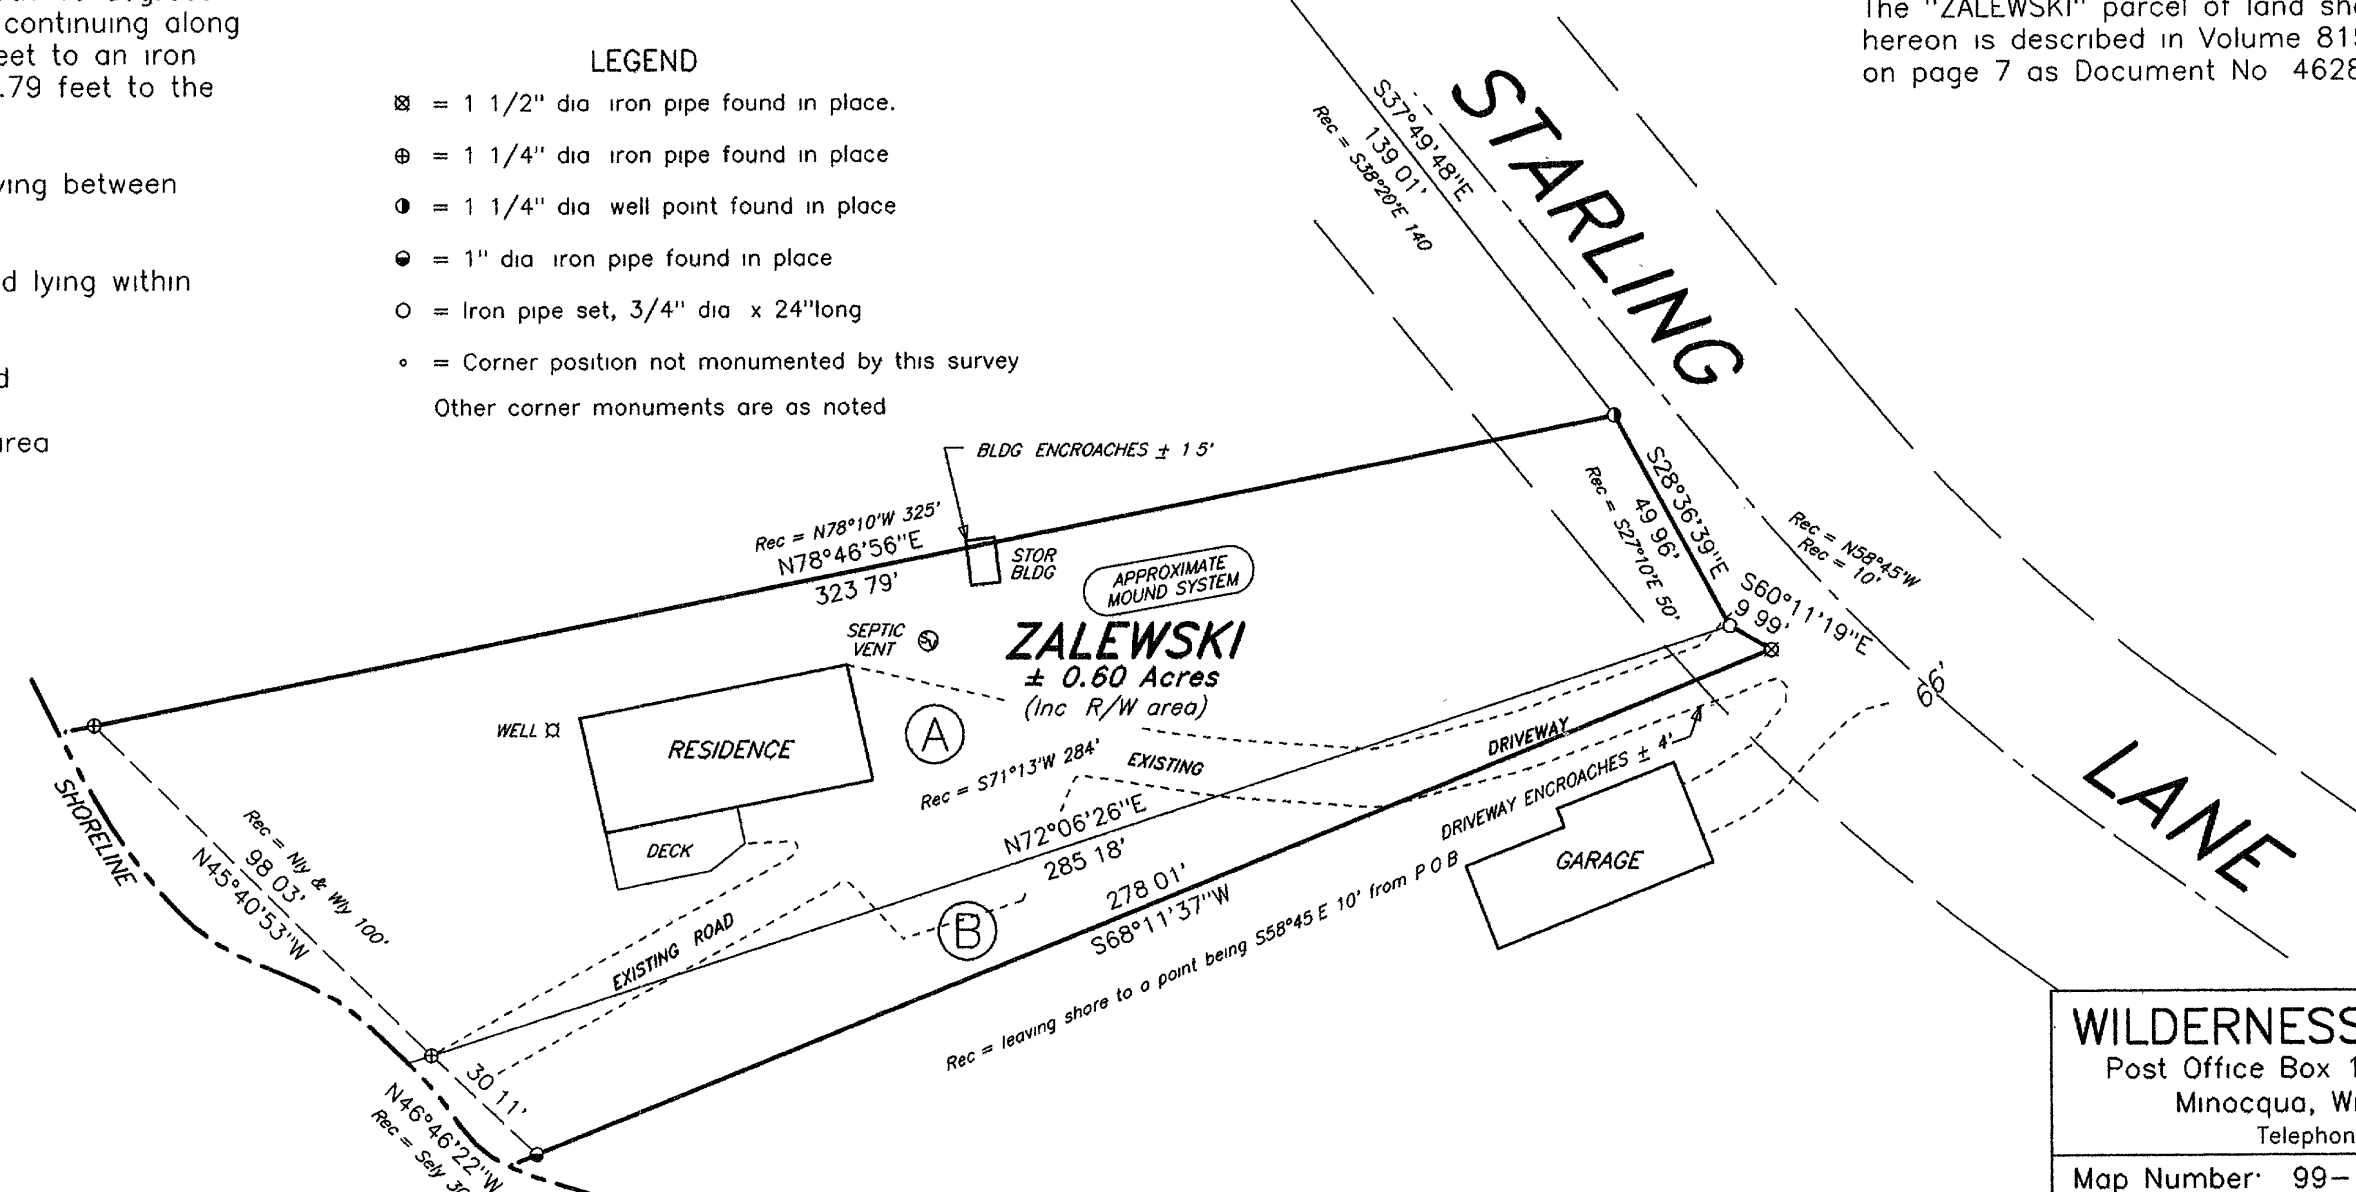 continuing along
eet to an iron
.79 feet to the
ying between
d lying within
d
area
LEGEND
= 1 1/2" dia iron pipe found in place.
= 1 1/4" dia iron pipe found in place
= 1 1/4" dia well point found in place
= 1" dia iron pipe found in place
= Iron pipe set, 3/4" dia x 24"long
= Corner position not monumented by this survey
Other corner monuments are as noted
The "ZALEWSKI" parcel of land sho
hereon is described in Volume 819
on page 7 as Document No 4628
S37°49'48"E
139 01'
Rec = S38°20'E 140
STARLING
LANE
BLDG ENCROACHES ± 1 5'
Rec = N78°10'W 325'
N78°46'56"E
323 79'
STOR
BLDG
APPROXIMATE
MOUND SYSTEM
S28°36'39"E
49 96'
Rec = S27°10'E 50'
Rec = N58°45'W
Rec = 10'
S60°11'19"E
9 99'
66'
SEPTIC
VENT
ZALEWSKI
± 0.60 Acres
(Inc R/W area)
WELL
RESIDENCE
A
DECK
Rec = S71°13'W 284'
EXISTING
DRIVEWAY
DRIVEWAY ENCROACHES ± 4'
GARAGE
N72°06'26"E
285 18'
278 01'
S68°11'37"W
B
EXISTING ROAD
Rec = leaving shore to a point being S58°45 E 10' from P O B
SHORELINE
Rec = Nly & Wly 100'
98 03'
N45°40'53"W
30 11'
N46°46'22"W
Rec = Sely 30
WILDERNESS
Post Office Box 1
Minocqua, Wi
Telephon
Map Number: 99-